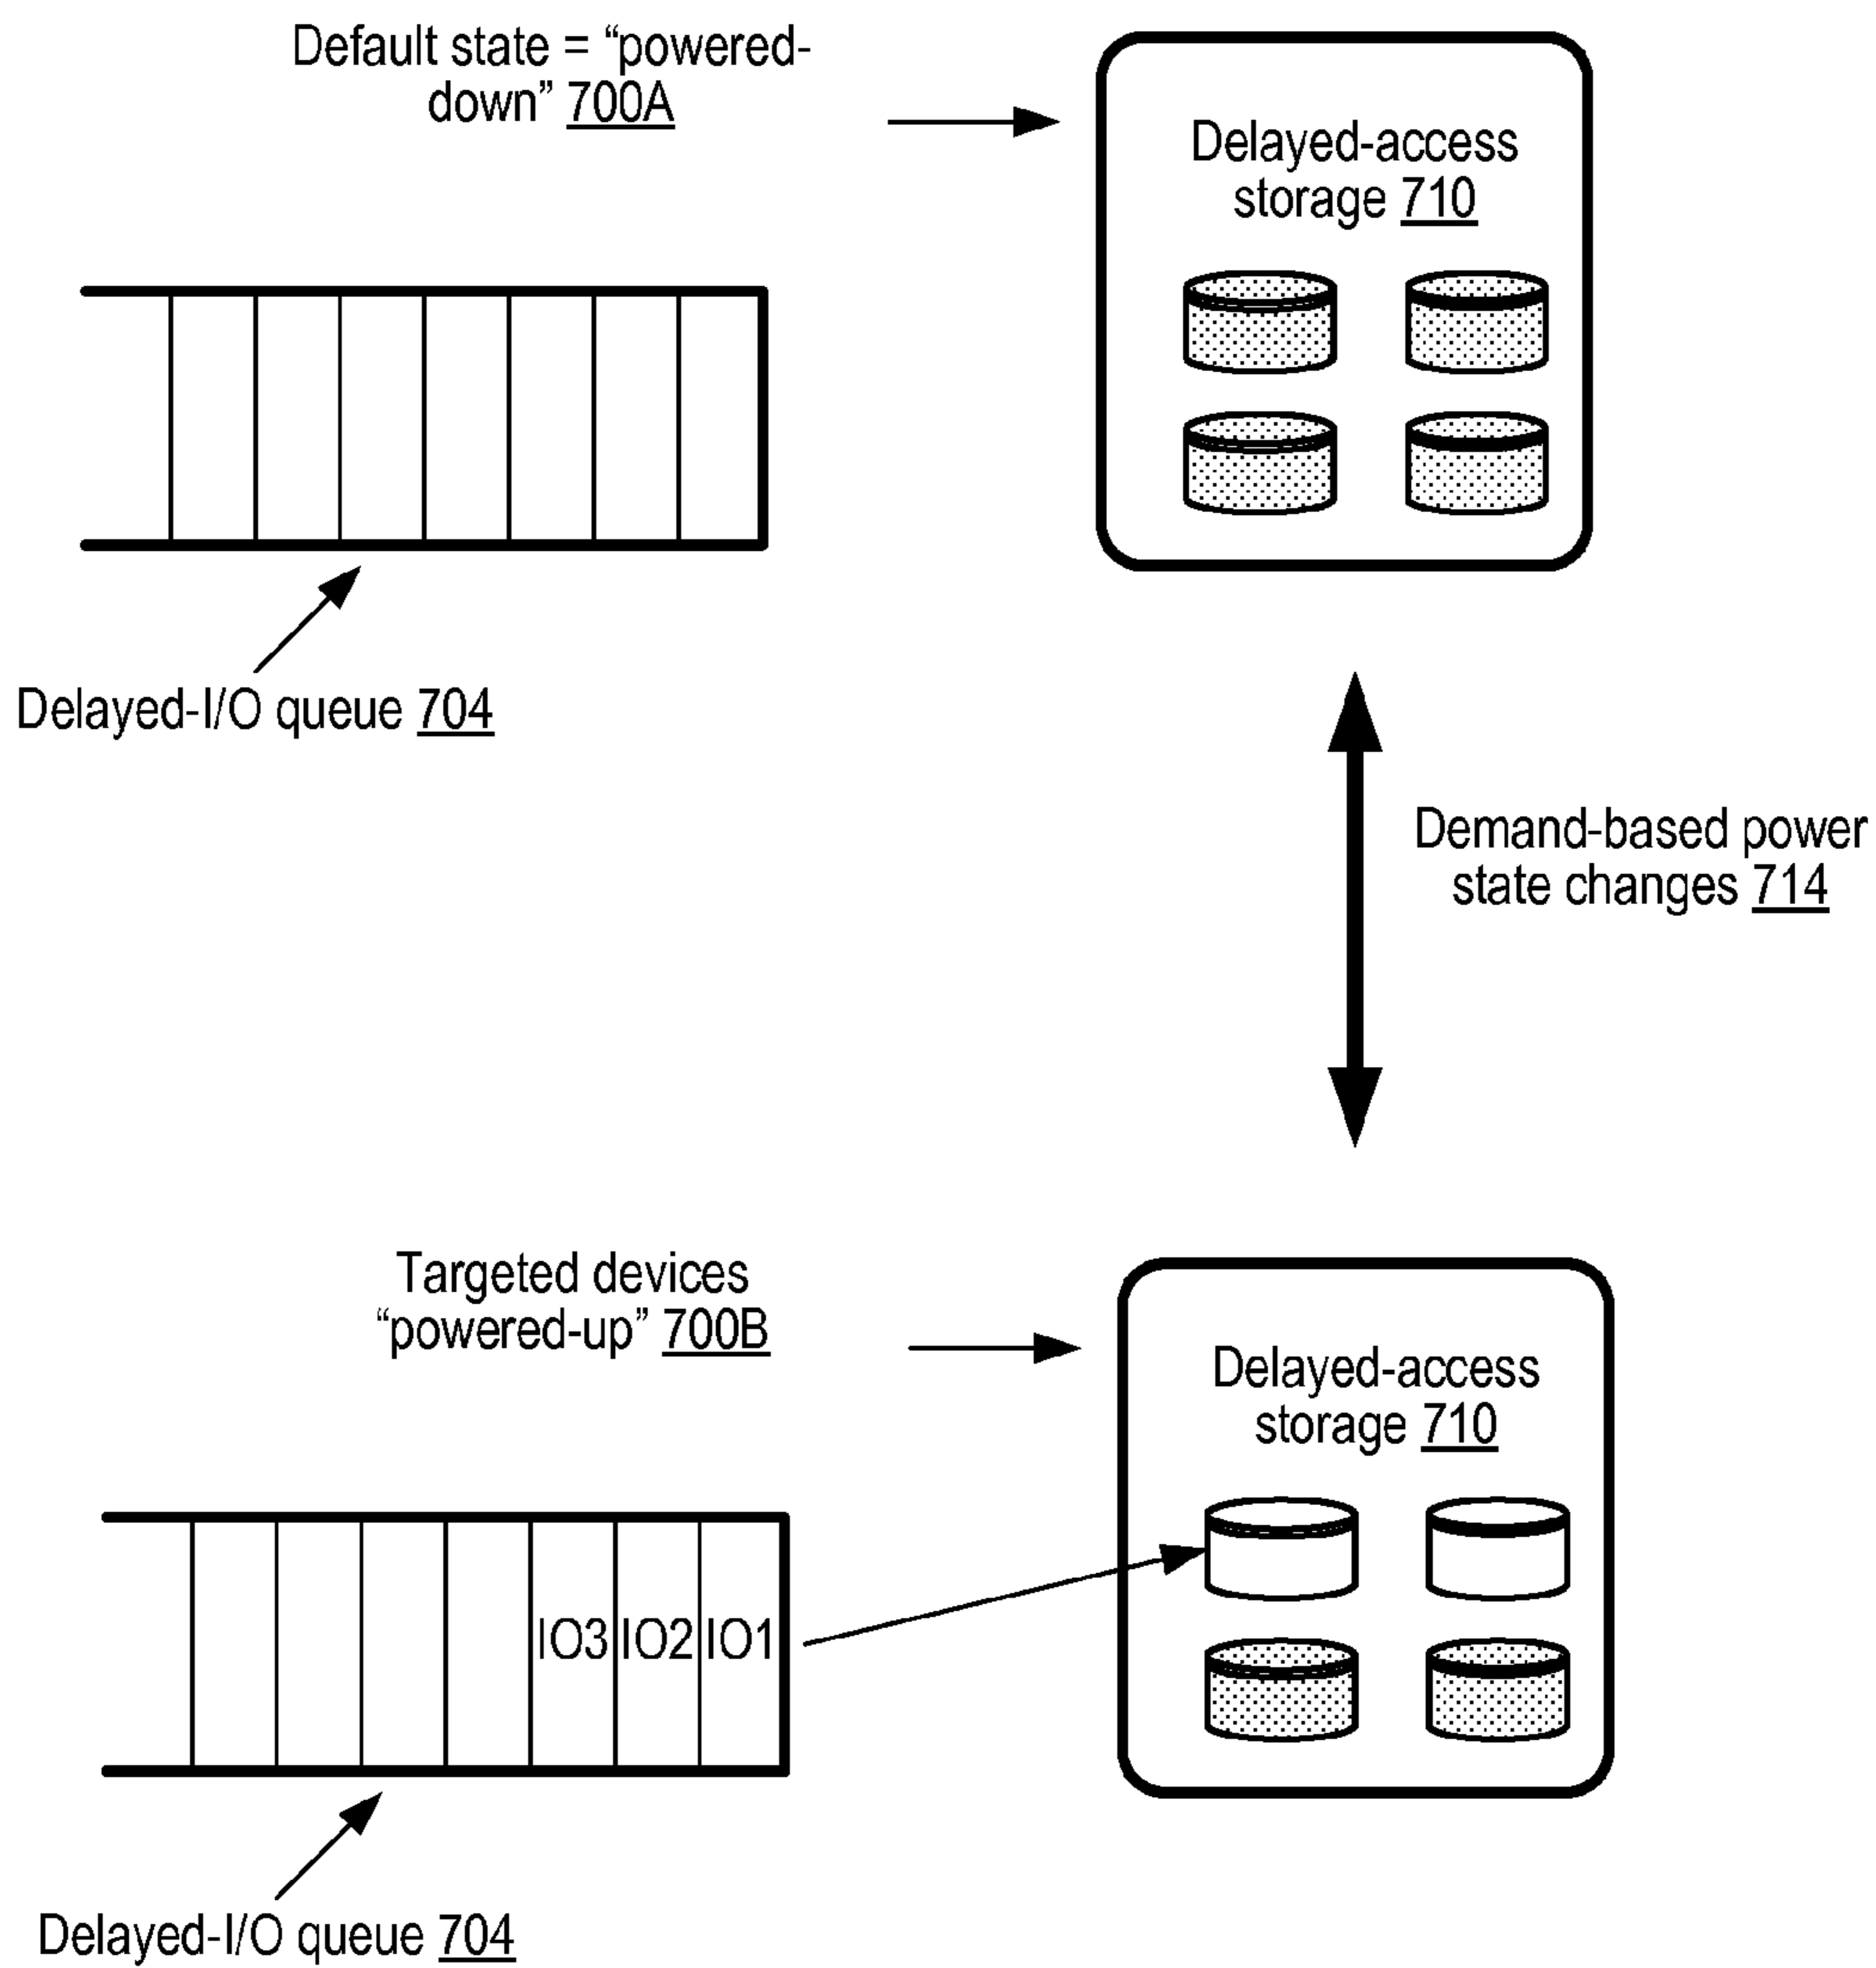 Default state = “powered-
down” 700A
Delayed-access
storage 710
Delayed-I/O queue 704
Demand-based power
state changes 714
Targeted devices
“powered-up” 700B
Delayed-access
storage 710
IO3 IO2 IO1
Delayed-I/O queue 704